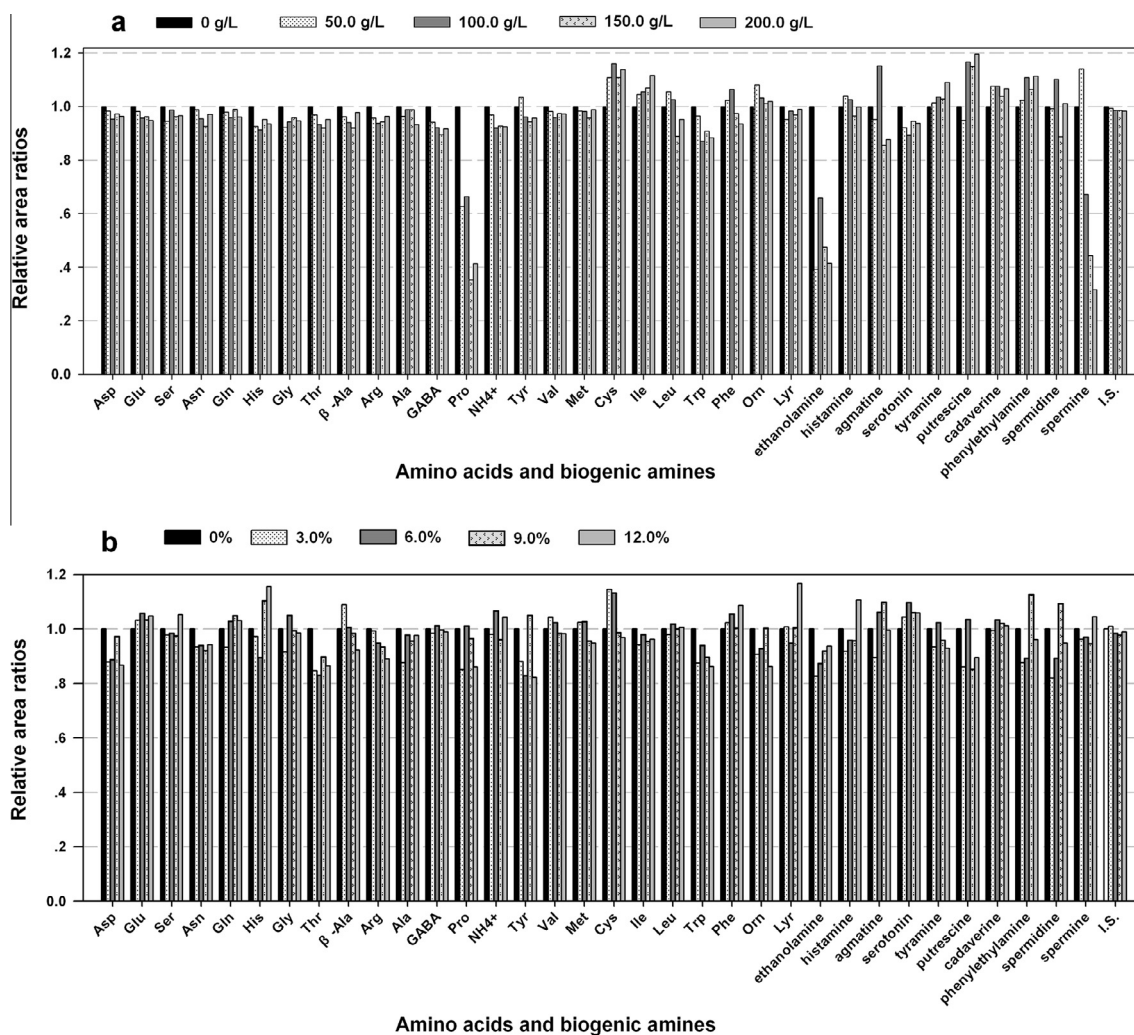 a
0 g/L 50.0 g/L 100.0 g/L 150.0 g/L 200.0 g/L
1.2
1.0
.8
.6
.4
.2
0.0
Relative area ratios
Asp Glu Ser Asn Gln His Gly Thr β -Ala Arg Ala GABA Pro NH4+ Tyr Val Met Cys Ile Leu Trp Phe Orn Lyr ethanolamine histamine agmatine serotonin tyramine putrescine cadaverine phenylethylamine spermidine spermine I.S.
Amino acids and biogenic amines
b
0% 3.0% 6.0% 9.0% 12.0%
1.2
1.0
.8
.6
.4
.2
0.0
Relative area ratios
Asp Glu Ser Asn Gln His Gly Thr β -Ala Arg Ala GABA Pro NH4+ Tyr Val Met Cys Ile Leu Trp Phe Orn Lyr ethanolamine histamine agmatine serotonin tyramine putrescine cadaverine phenylethylamine spermidine spermine I.S.
Amino acids and biogenic amines